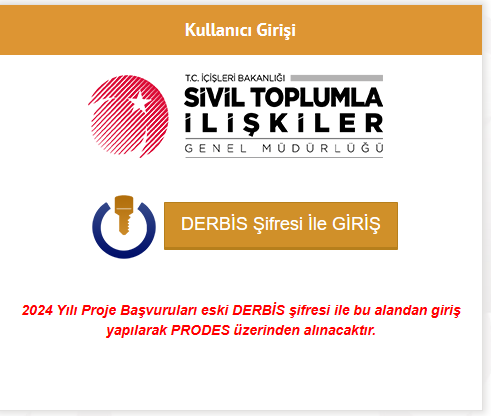 Kullanıcı Girişi
T.C. İÇİŞLERİ BAKANLIĞI
SİVİL TOPLUMLA
İLİŞKİLER
GENEL MÜDÜRLÜĞÜ
DERBİS Şifresi İle GİRİŞ
2024 Yılı Proje Başvuruları eski DERBİS şifresi ile bu alandan giriş
yapılarak PRODES üzerinden alınacaktır.